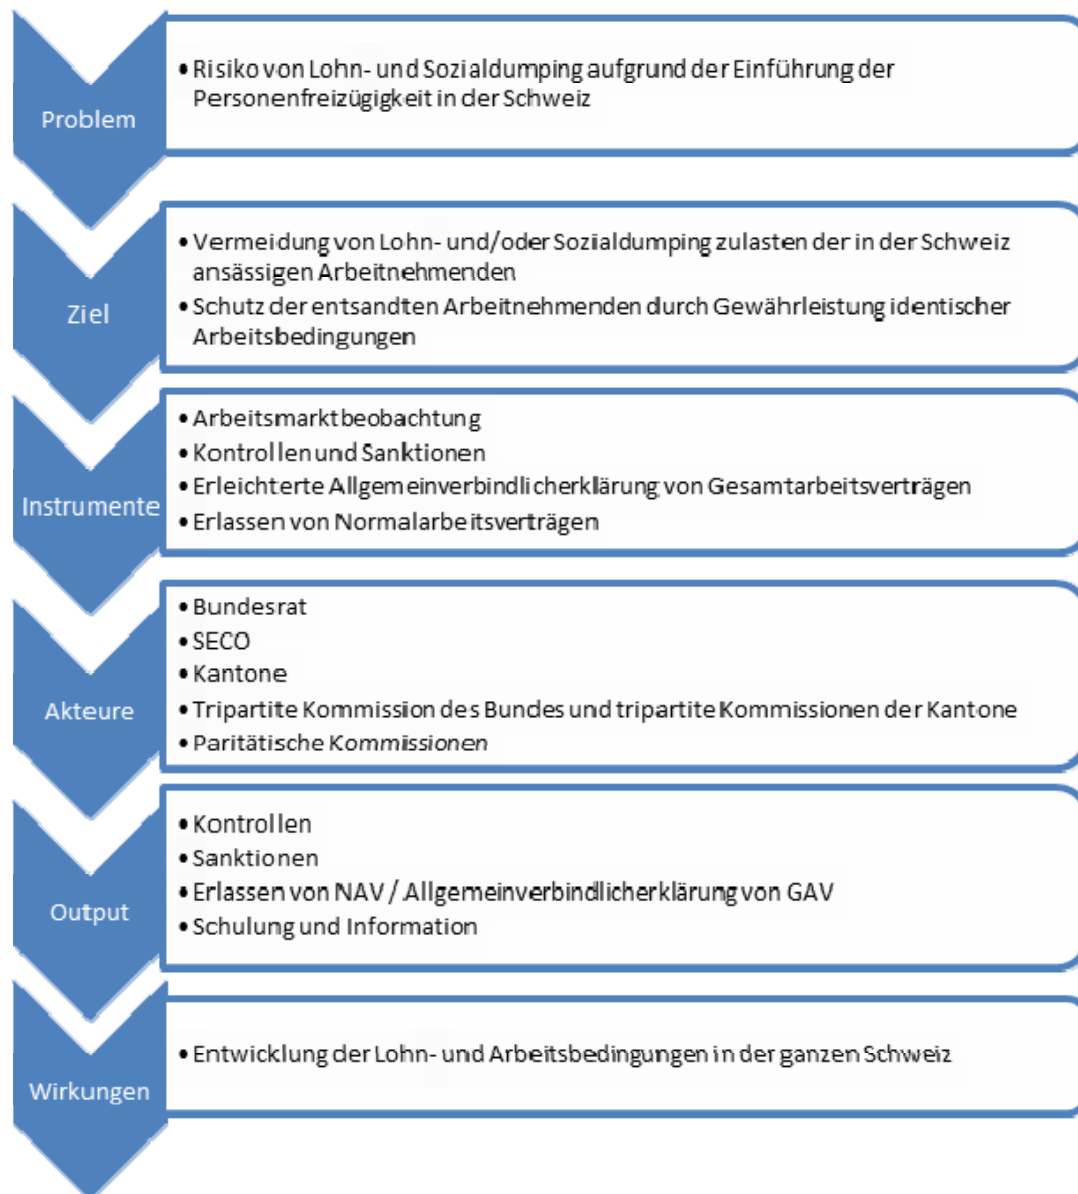 Problem
• Risiko von Lohn- und Sozialdumping aufgrund der Einführung der
Personenfreizügigkeit in der Schweiz
Ziel
• Vermeidung von Lohn- und/oder Sozialdumping zulasten der in der Schweiz
ansässigen Arbeitnehmenden
• Schutz der entsandten Arbeitnehmenden durch Gewährleistung identischer
Arbeitsbedingungen
Instrumente
• Arbeitsmarktbeobachtung
• Kontrollen und Sanktionen
• Erleichterte Allgemeinverbindlicherklärung von Gesamtarbeitsverträgen
• Erlassen von Normalarbeitsverträgen
Akteure
• Bundesrat
• SECO
• Kantone
• Tripartite Kommission des Bundes und tripartite Kommissionen der Kantone
• Paritätische Kommissionen
Output
• Kontrollen
• Sanktionen
• Erlassen von NAV / Allgemeinverbindlicherklärung von GAV
• Schulung und Information
Wirkungen
• Entwicklung der Lohn- und Arbeitsbedingungen in der ganzen Schweiz